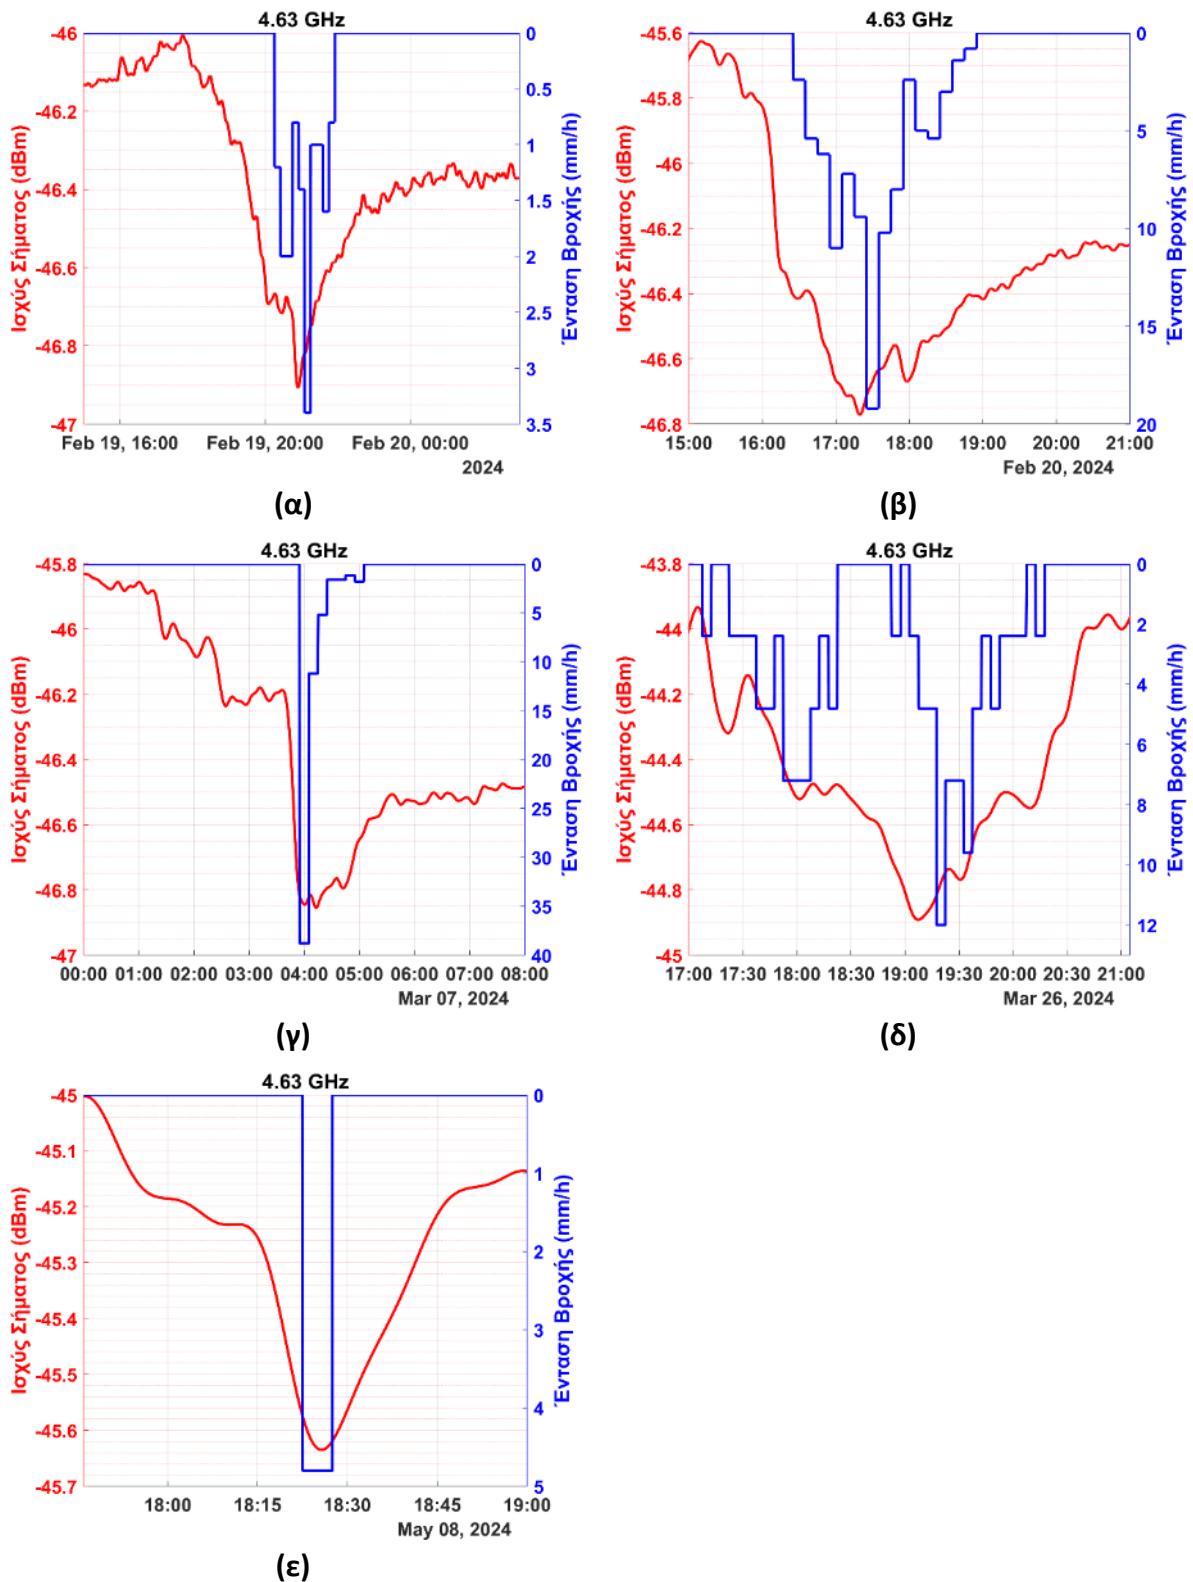 4.63 GHz
Ισχύς Σήματος (dBm)
-46
-46.2
-46.4
-46.6
-46.8
-47
0
0.5
1
1.5
2
2.5
3
3.5
Ένταση Βροχής (mm/h)
Feb 19, 16:00 Feb 19, 20:00 Feb 20, 00:00
2024
(α)
4.63 GHz
Ισχύς Σήματος (dBm)
-45.6
-45.8
-46
-46.2
-46.4
-46.6
-46.8
0
5
10
15
20
Ένταση Βροχής (mm/h)
15:00 16:00 17:00 18:00 19:00 20:00 21:00
Feb 20, 2024
(β)
4.63 GHz
Ισχύς Σήματος (dBm)
-45.8
-46
-46.2
-46.4
-46.6
-46.8
-47
0
5
10
15
20
25
30
35
40
Ένταση Βροχής (mm/h)
00:00 01:00 02:00 03:00 04:00 05:00 06:00 07:00 08:00
Mar 07, 2024
(γ)
4.63 GHz
Ισχύς Σήματος (dBm)
-43.8
-44
-44.2
-44.4
-44.6
-44.8
-45
0
2
4
6
8
10
12
Ένταση Βροχής (mm/h)
17:00 17:30 18:00 18:30 19:00 19:30 20:00 20:30 21:00
Mar 26, 2024
(δ)
4.63 GHz
Ισχύς Σήματος (dBm)
-45
-45.1
-45.2
-45.3
-45.4
-45.5
-45.6
-45.7
0
1
2
3
4
5
Ένταση Βροχής (mm/h)
18:00 18:15 18:30 18:45 19:00
May 08, 2024
(ε)